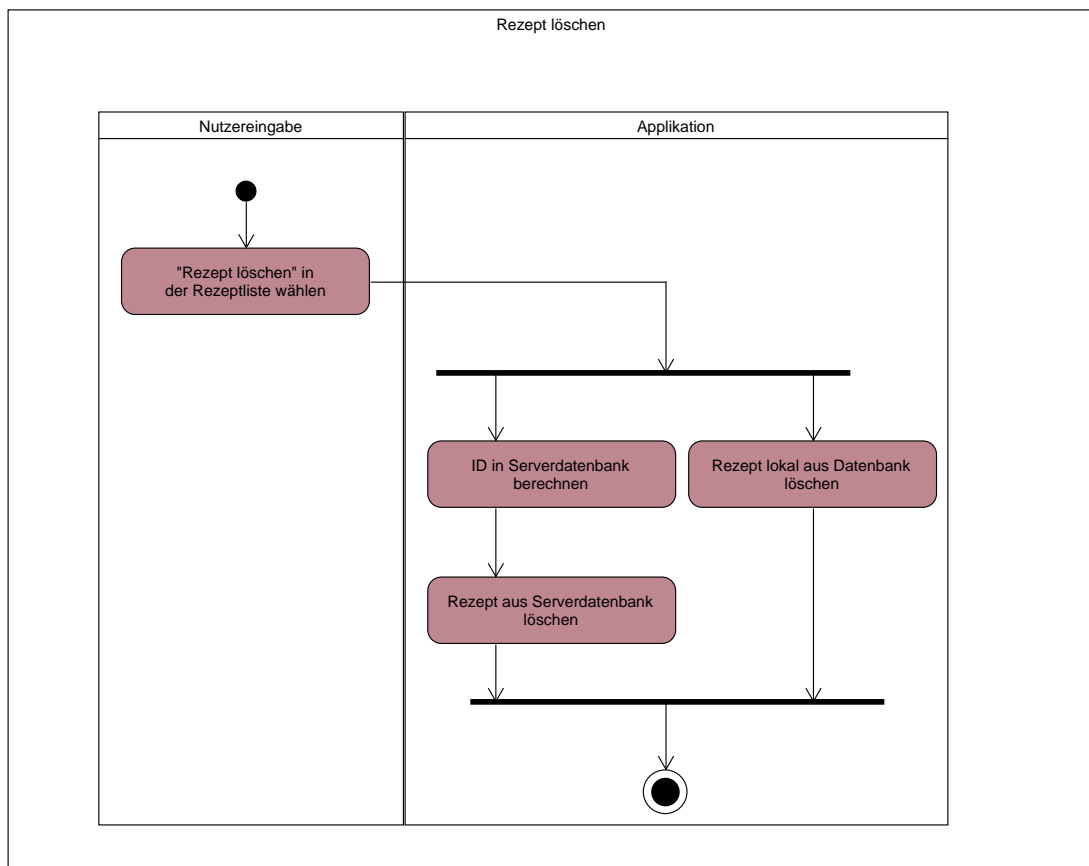 Rezept löschen
Nutzereingabe
Applikation
"Rezept löschen" in
der Rezeptliste wählen
ID in Serverdatenbank
berechnen
Rezept lokal aus Datenbank
löschen
Rezept aus Serverdatenbank
löschen